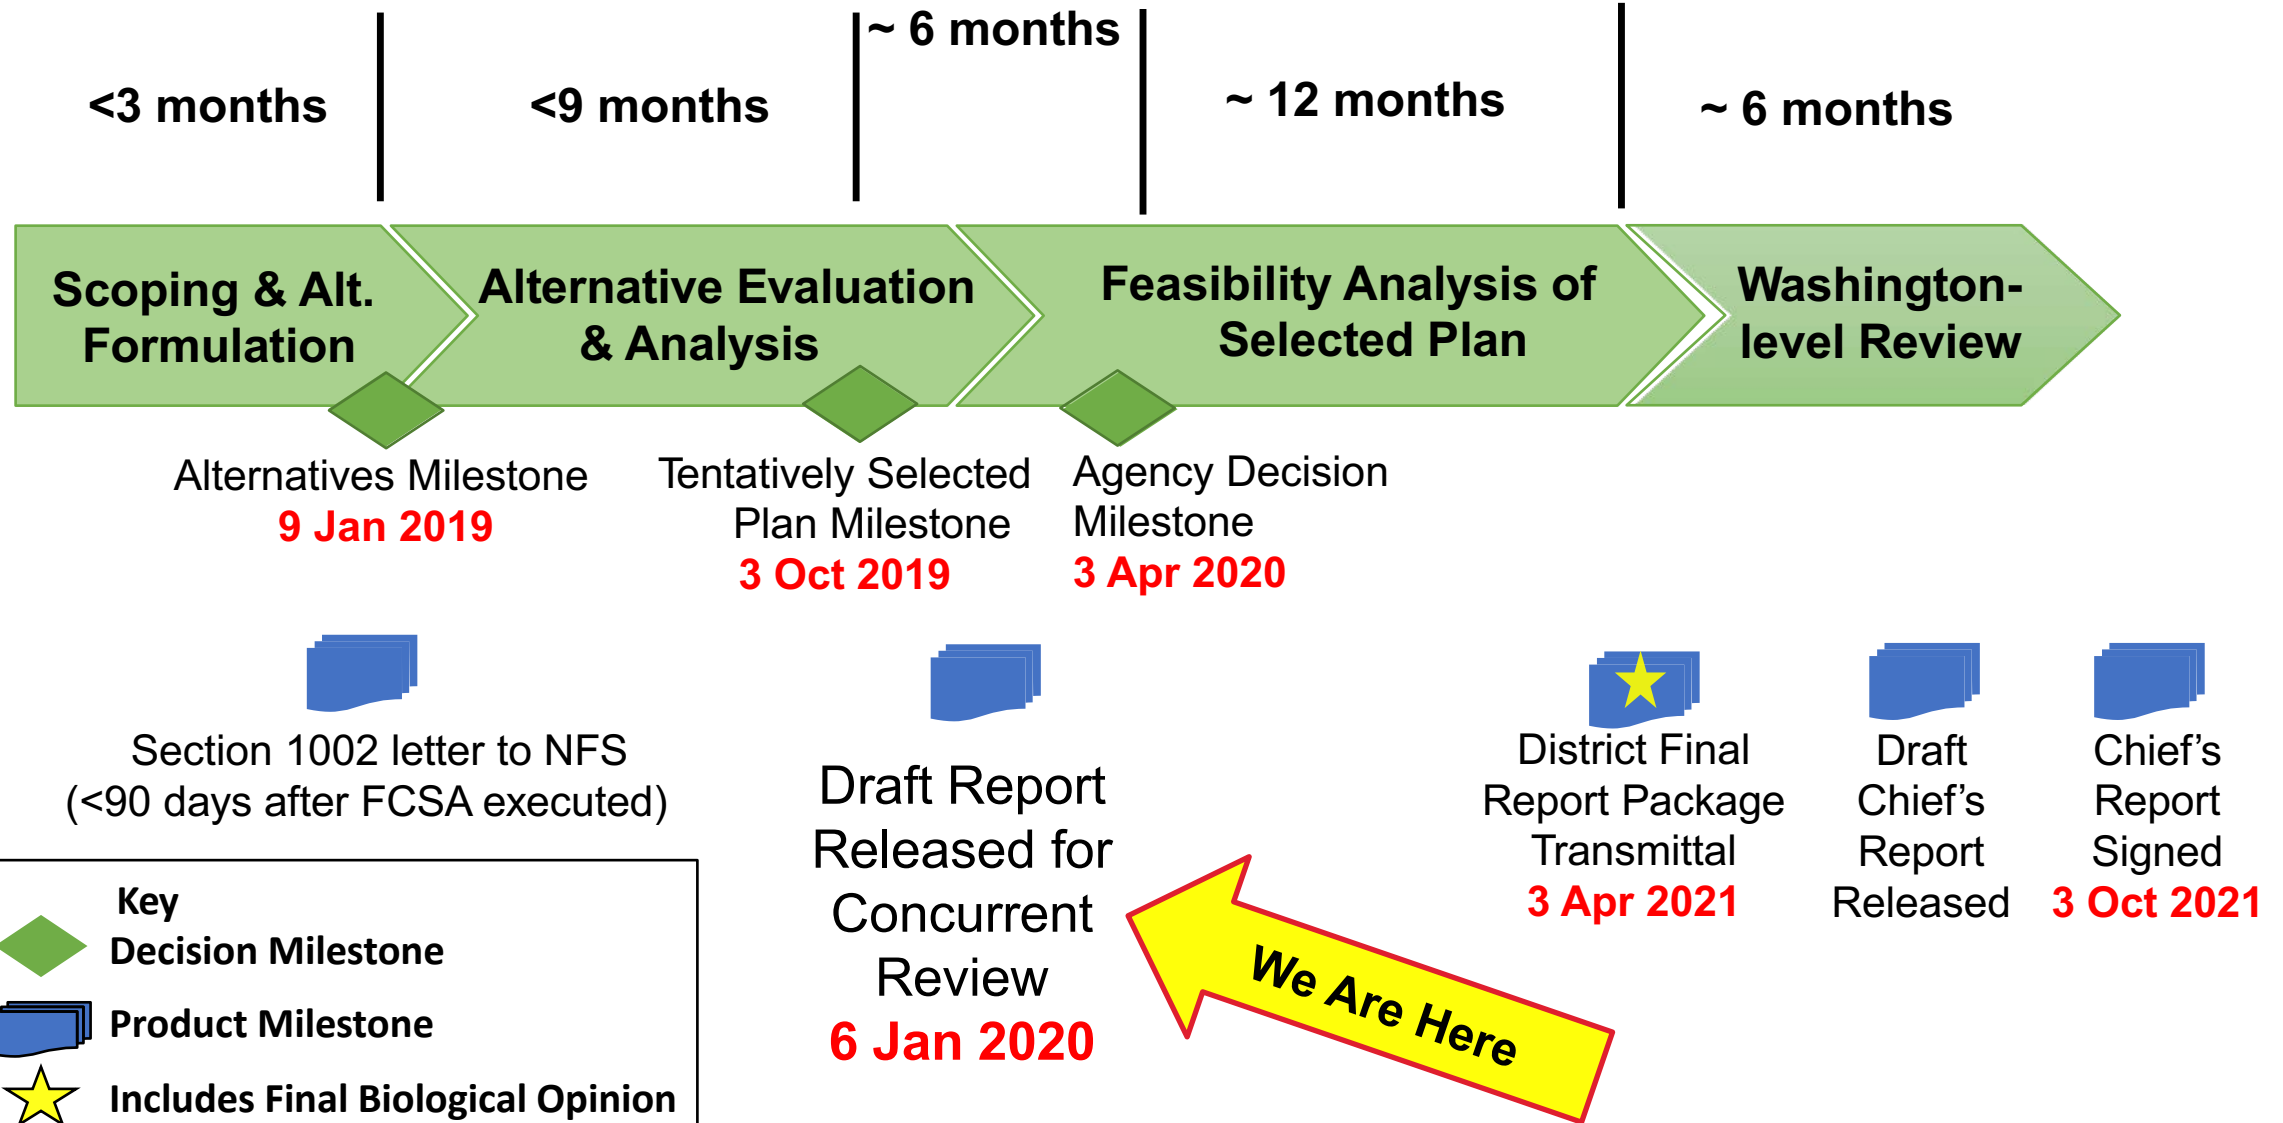 <3 months
<9 months
~ 6 months
~ 12 months
~ 6 months
Scoping & Alt.
Formulation
Alternative Evaluation
& Analysis
Feasibility Analysis of
Selected Plan
Washington-
level Review
Alternatives Milestone
9 Jan 2019
Tentatively Selected
Plan Milestone
3 Oct 2019
Agency Decision
Milestone
3 Apr 2020
Section 1002 letter to NFS
(<90 days after FCSA executed)
Draft Report
Released for
Concurrent
Review
6 Jan 2020
District Final
Report Package
Transmittal
3 Apr 2021
Draft
Chief’s
Report
Released
Chief’s
Report
Signed
3 Oct 2021
We Are Here
Key
Decision Milestone
Product Milestone
Includes Final Biological Opinion